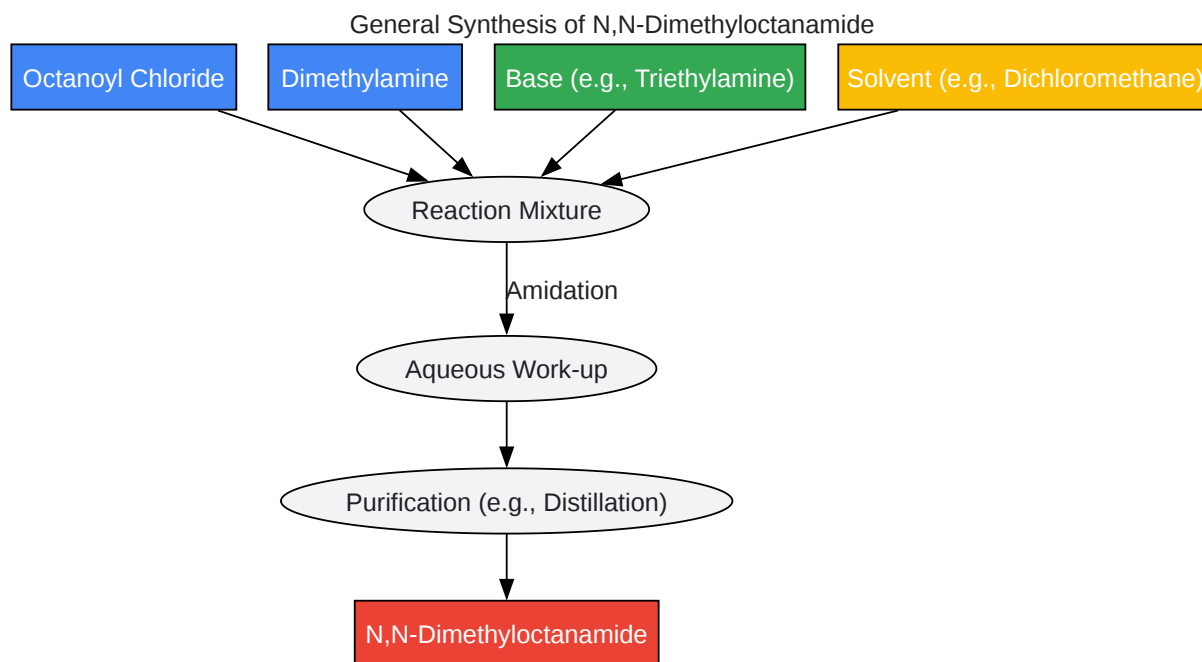 General Synthesis of N,N-Dimethyloctanamide
Octanoyl Chloride
Dimethylamine
Base (e.g., Triethylamine)
Solvent (e.g., Dichloromethane)
Reaction Mixture
Amidation
Aqueous Work-up
Purification (e.g., Distillation)
N,N-Dimethyloctanamide